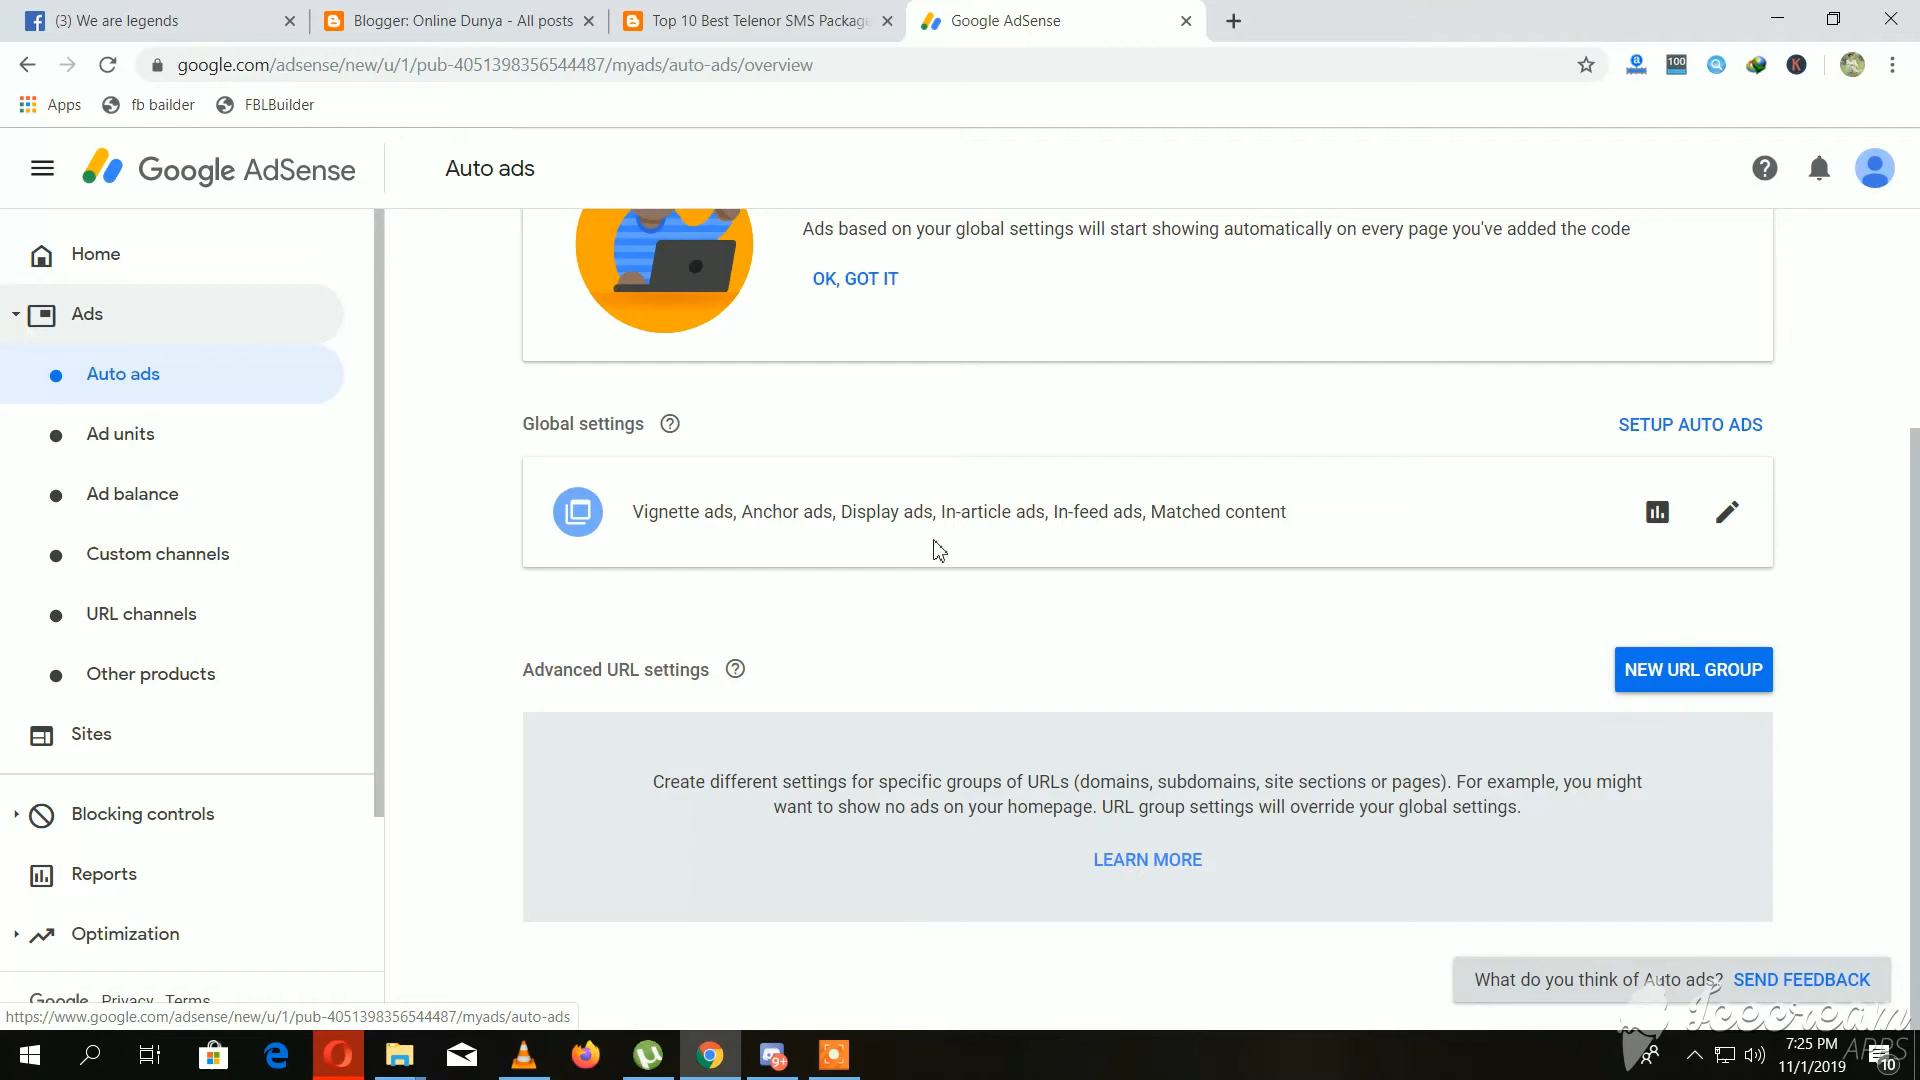 (3) We are legends
Blogger: Online Dunya - All posts
Top 10 Best Telenor SMS Package
Google AdSense
google.com/adsense/new/u/1/pub-4051398356544487/myads/auto-ads/overview
100
K
Apps
fb bailder
FBLBuilder
Google AdSense
Auto ads
Home
Ads
Auto ads
Ad units
Ad balance
Custom channels
URL channels
Other products
Sites
Blocking controls
Reports
Optimization
Google Privacy Terms
Ads based on your global settings will start showing automatically on every page you've added the code
OK, GOT IT
Global settings
SETUP AUTO ADS
Vignette ads, Anchor ads, Display ads, In-article ads, In-feed ads, Matched content
Advanced URL settings
NEW URL GROUP
Create different settings for specific groups of URLs (domains, subdomains, site sections or pages). For example, you might
want to show no ads on your homepage. URL group settings will override your global settings.
LEARN MORE
What do you think of Auto ads? SEND FEEDBACK
https://www.google.com/adsense/new/u/1/pub-4051398356544487/myads/auto-ads
Icecream
APPS
9+
7:25 PM
11/1/2019
10